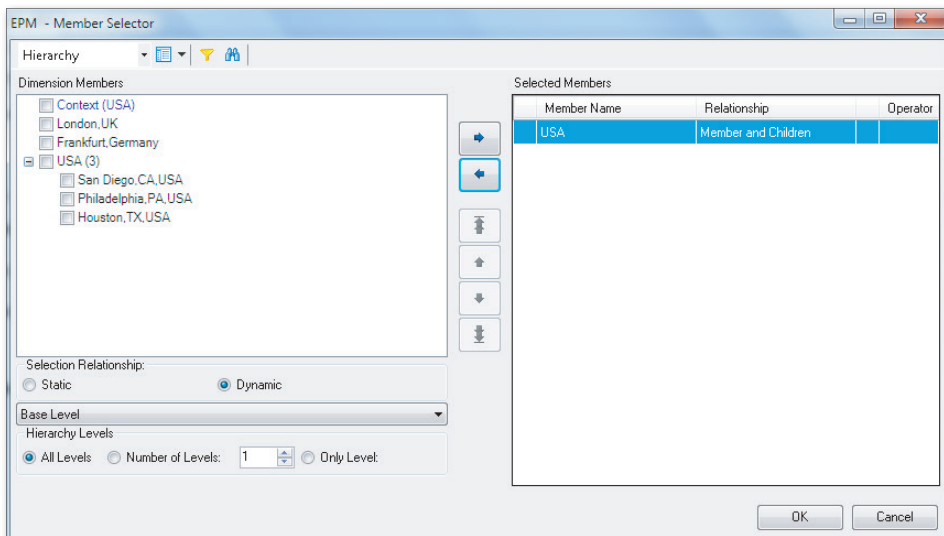 EPM - Member Selector
Hierarchy
Dimension Members
Context (USA)
London,UK
Frankfurt,Germany
USA (3)
San Diego,CA,USA
Philadelphia,PA,USA
Houston,TX,USA
Selection Relationship:
Static Dynamic
Base Level
Hierarchy Levels
All Levels Number of Levels: 1 Only Level:
Selected Members
Member Name Relationship Operator
USA Member and Children
OK Cancel